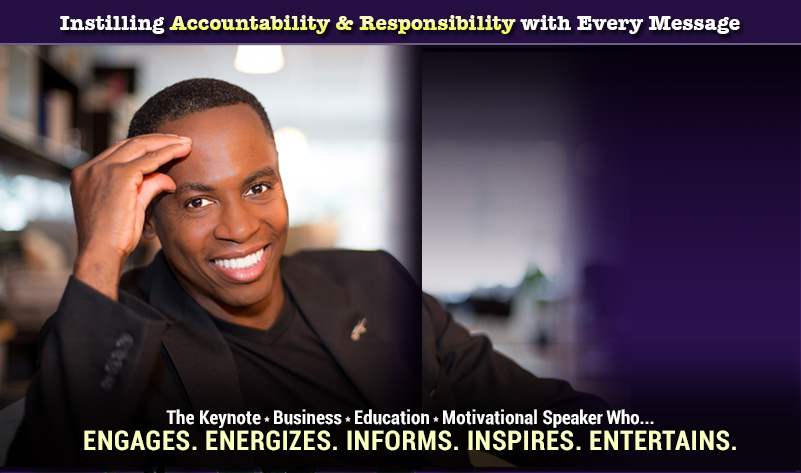 Instilling Accountability & Responsibility with Every Message
The Keynote ★ Business ★ Education ★ Motivational Speaker Who...
ENGAGES. ENERGIZES. INFORMS. INSPIRES. ENTERTAINS.